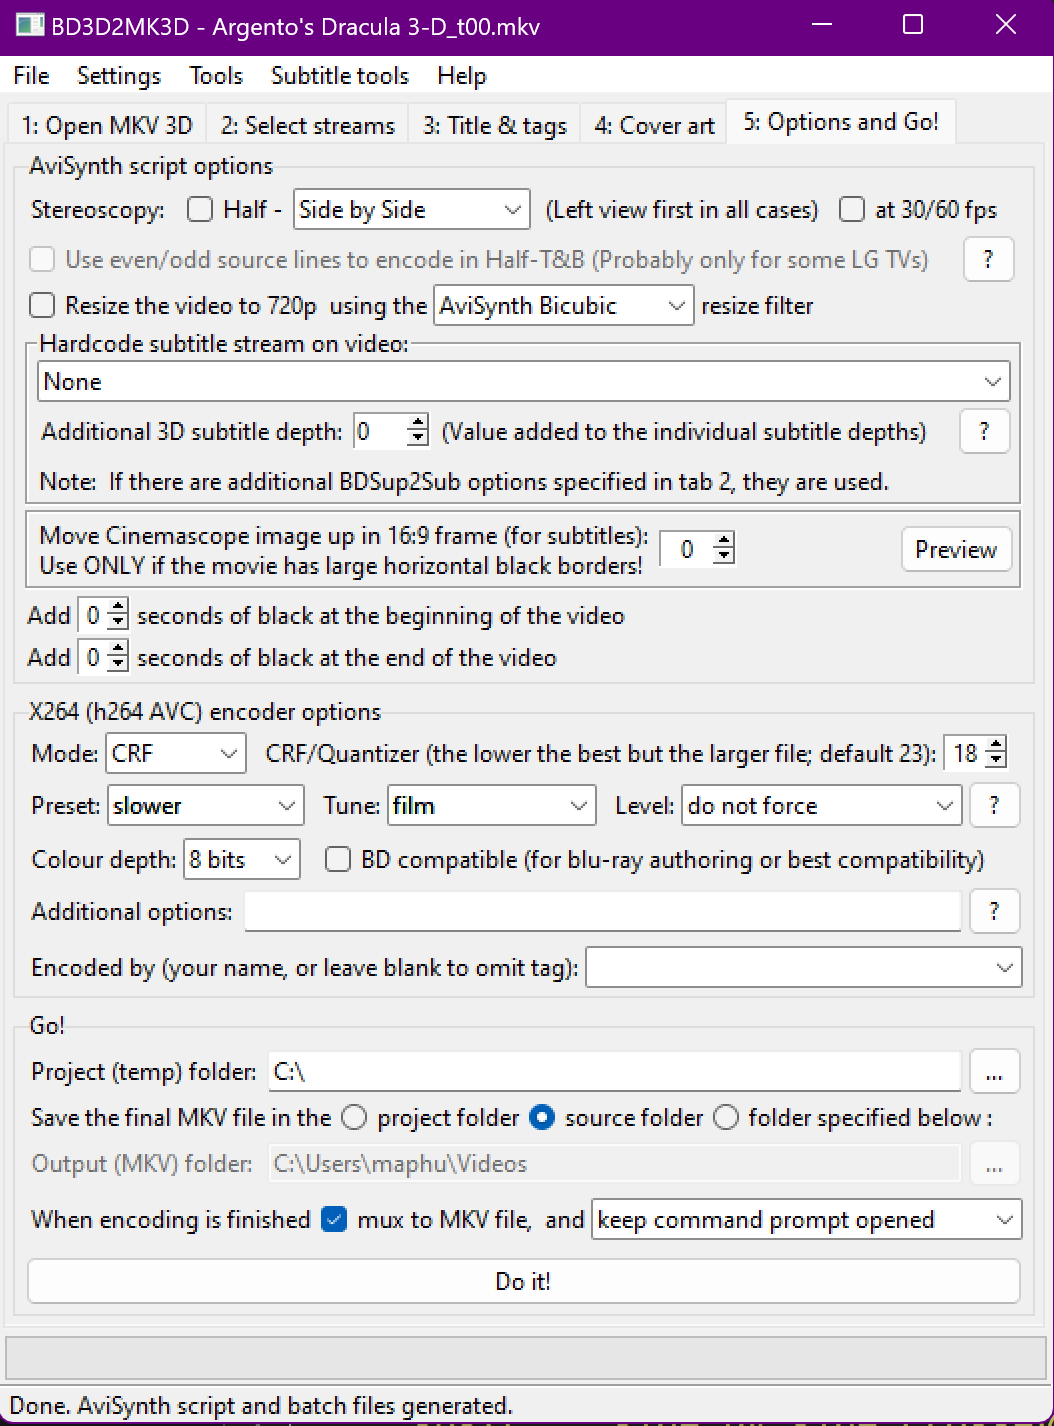 BD3D2MK3D - Argento's Dracula 3-D_t00.mkv
File Settings Tools Subtitle tools Help
1: Open MKV 3D 2: Select streams 3: Title & tags 4: Cover art 5: Options and Go!
AviSynth script options
Stereoscopy: Half - Side by Side (Left view first in all cases) at 30/60 fps
Use even/odd source lines to encode in Half-T&B (Probably only for some LG TVs) ?
Resize the video to 720p using the AviSynth Bicubic resize filter
Hardcode subtitle stream on video:
None
Additional 3D subtitle depth: 0 (Value added to the individual subtitle depths) ?
Note: If there are additional BDSup2Sub options specified in tab 2, they are used.
Move Cinemascope image up in 16:9 frame (for subtitles): 0 Preview
Use ONLY if the movie has large horizontal black borders!
Add 0 seconds of black at the beginning of the video
Add 0 seconds of black at the end of the video
X264 (h264 AVC) encoder options
Mode: CRF CRF/Quantizer (the lower the best but the larger file; default 23): 18
Preset: slower Tune: film Level: do not force ?
Colour depth: 8 bits BD compatible (for blu-ray authoring or best compatibility)
Additional options: ?
Encoded by (your name, or leave blank to omit tag):
Go!
Project (temp) folder: C:\ ...
Save the final MKV file in the project folder source folder folder specified below :
Output (MKV) folder: C:\Users\maphu\Videos ...
When encoding is finished mux to MKV file, and keep command prompt opened
Do it!
Done. AviSynth script and batch files generated.